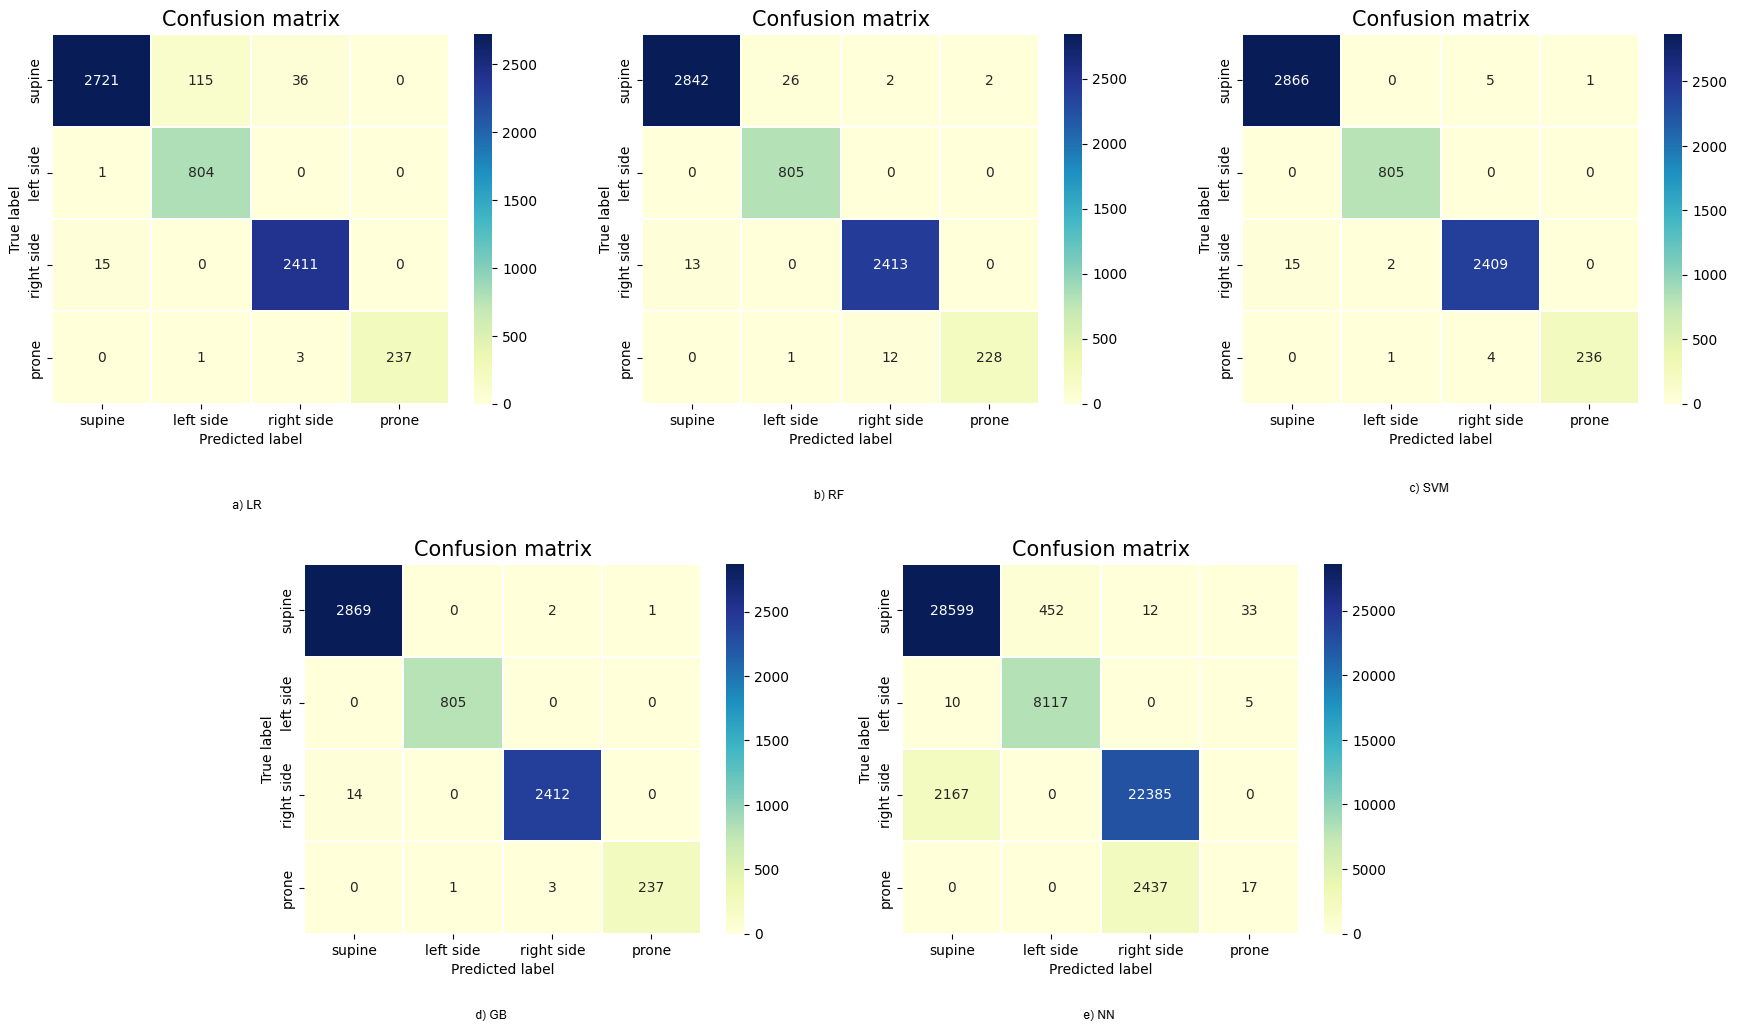 Confusion matrix
supine 2721 115 36 0
left side 1 804 0 0
right side 15 0 2411 0
prone 0 1 3 237
supine left side right side prone
Predicted label
True label
2500
2000
1500
1000
500
0
a) LR
Confusion matrix
supine 2842 26 2 2
left side 0 805 0 0
right side 13 0 2413 0
prone 0 1 12 228
supine left side right side prone
Predicted label
True label
2500
2000
1500
1000
500
0
b) RF
Confusion matrix
supine 2866 0 5 1
left side 0 805 0 0
right side 15 2 2409 0
prone 0 1 4 236
supine left side right side prone
Predicted label
True label
2500
2000
1500
1000
500
0
c) SVM
Confusion matrix
supine 2869 0 2 1
left side 0 805 0 0
right side 14 0 2412 0
prone 0 1 3 237
supine left side right side prone
Predicted label
True label
2500
2000
1500
1000
500
0
d) GB
Confusion matrix
supine 28599 452 12 33
left side 10 8117 0 5
right side 2167 0 22385 0
prone 0 0 2437 17
supine left side right side prone
Predicted label
True label
25000
20000
15000
10000
5000
0
e) NN